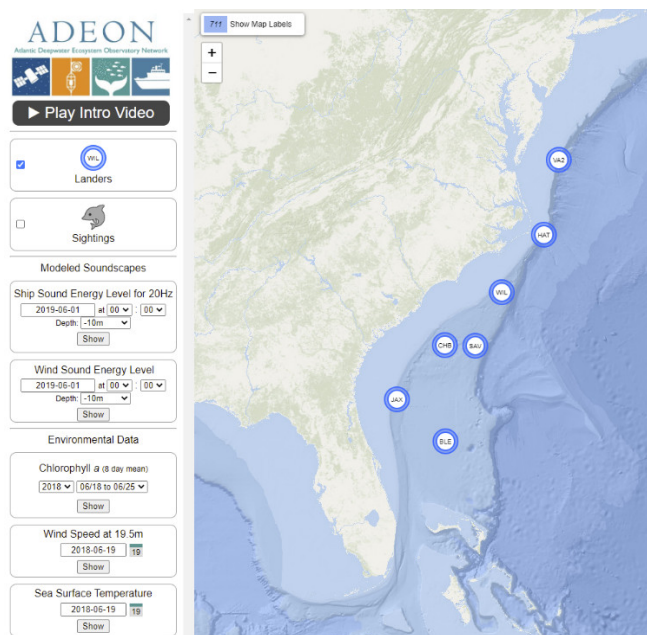 ADEON
Atlantic Deepwater Ecosystem Observatory Network
▶ Play Intro Video
WIL
Landers
Sightings
Modeled Soundscapes
Ship Sound Energy Level for 20Hz
2019-06-01 at 00 : 00
Depth: -10m
Show
Wind Sound Energy Level
2019-06-01 at 00 : 00
Depth: -10m
Show
Environmental Data
Chlorophyll a (8 day mean)
2018 06/18 to 06/25
Show
Wind Speed at 19.5m
2018-06-19 19
Show
Sea Surface Temperature
2018-06-19 19
Show
711 Show Map Labels
+
−
VAC
HAT
WIL
CHB SAV
JAX
BLE